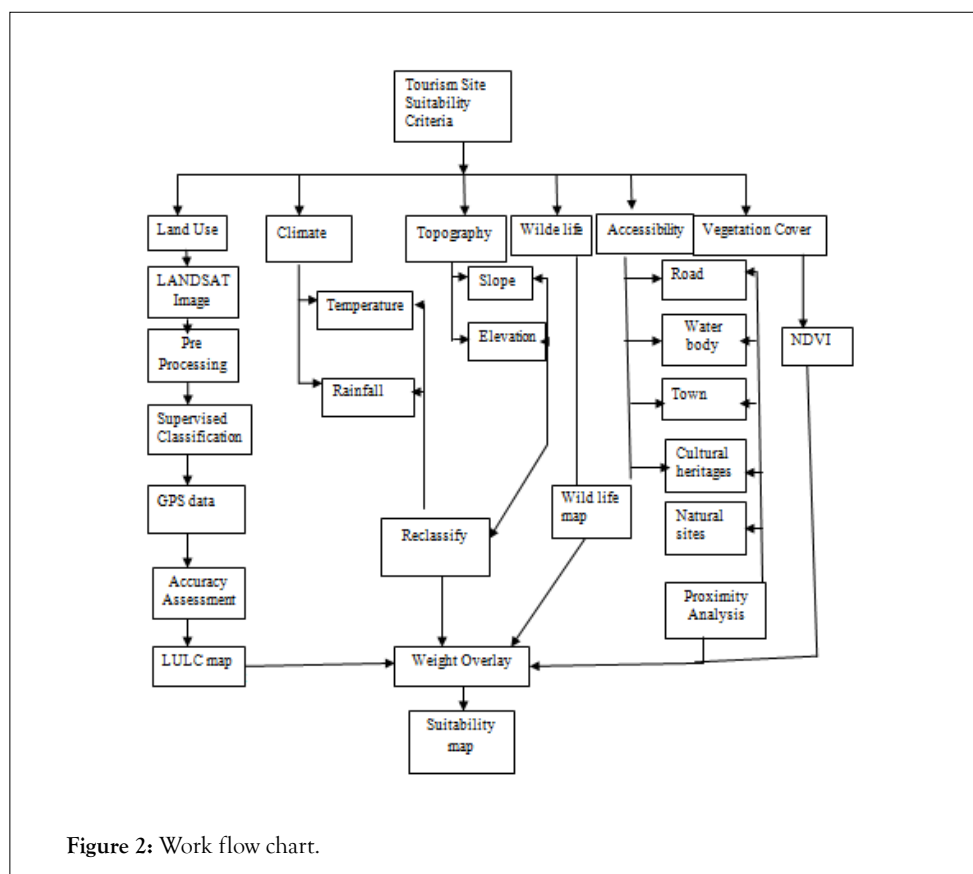 Tourism Site
Suitability
Criteria
Land Use
Climate
Topography
Wilde life
Accessibility
Vegetation Cover
LANDSAT
Image
Pre
Processing
Supervised
Classification
GPS data
Accuracy
Assessment
LULC map
Temperature
Rainfall
Slope
Elevation
Reclassify
Wild life
map
Road
Water
body
Town
Cultural
heritages
Natural
sites
Proximity
Analysis
NDVI
Weight Overlay
Suitability
map
Figure 2: Work flow chart.